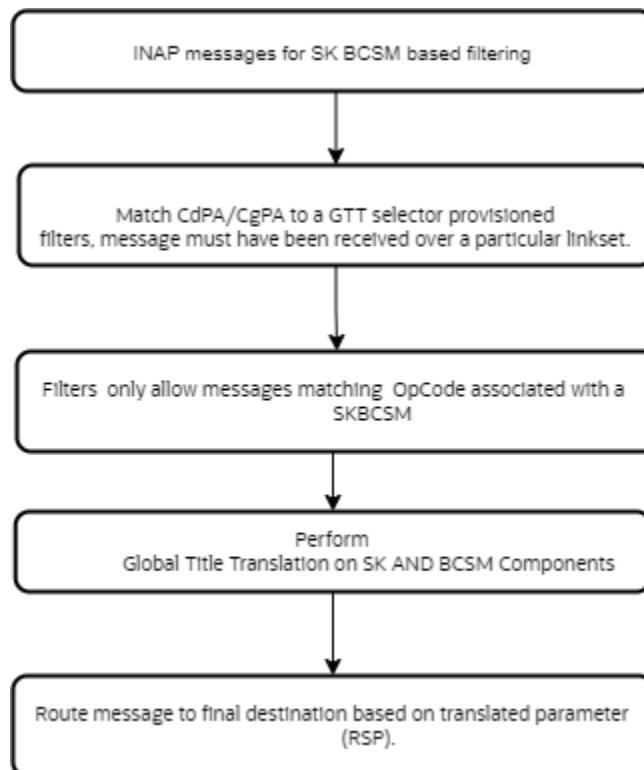 INAP messages for SK BCSM based filtering
Match CdPA/CgPA to a GTT selector provisioned
filters, message must have been received over a particular linkset.
Filters only allow messages matching OpCode associated with a
SKBCSM
Perform
Global Title Translation on SK AND BCSM Components
Route message to final destination based on translated parameter
(RSP).